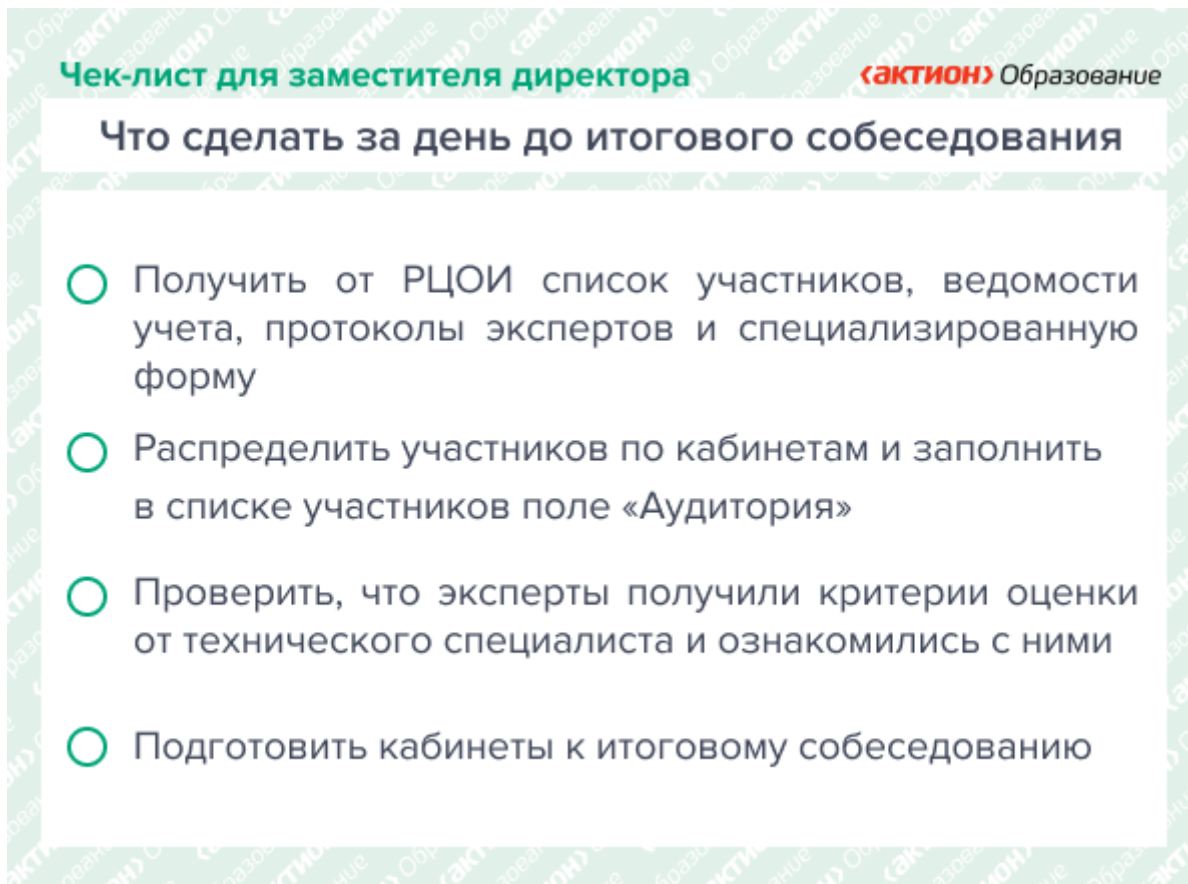 Чек-лист для заместителя директора
‹актион› Образование
Что сделать за день до итогового собеседования
Получить от РЦОИ список участников, ведомости
учета, протоколы экспертов и специализированную
форму
Распределить участников по кабинетам и заполнить
в списке участников поле «Аудитория»
Проверить, что эксперты получили критерии оценки
от технического специалиста и ознакомились с ними
Подготовить кабинеты к итоговому собеседованию